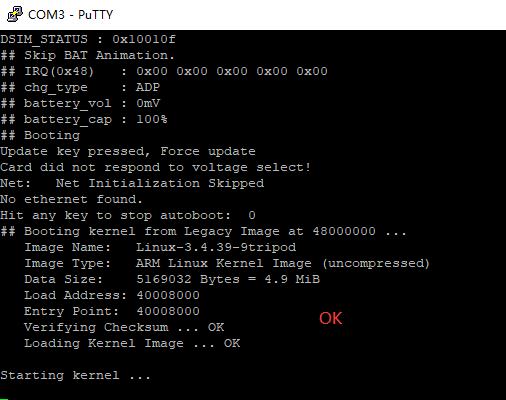 COM3 - PuTTY
DSIM_STATUS : 0x10010f
## Skip BAT Animation.
## IRQ(0x48)   : 0x00 0x00 0x00 0x00 0x00
## chg_type    : ADP
## battery_vol : 0mV
## battery_cap : 100%
## Booting
Update key pressed, Force update
Card did not respond to voltage select!
Net:   Net Initialization Skipped
No ethernet found.
Hit any key to stop autoboot:  0
## Booting kernel from Legacy Image at 48000000 ...
   Image Name:   Linux-3.4.39-9tripod
   Image Type:   ARM Linux Kernel Image (uncompressed)
   Data Size:    5169032 Bytes = 4.9 MiB
   Load Address: 40008000
   Entry Point:  40008000
OK
   Verifying Checksum ... OK
   Loading Kernel Image ... OK
Starting kernel ...